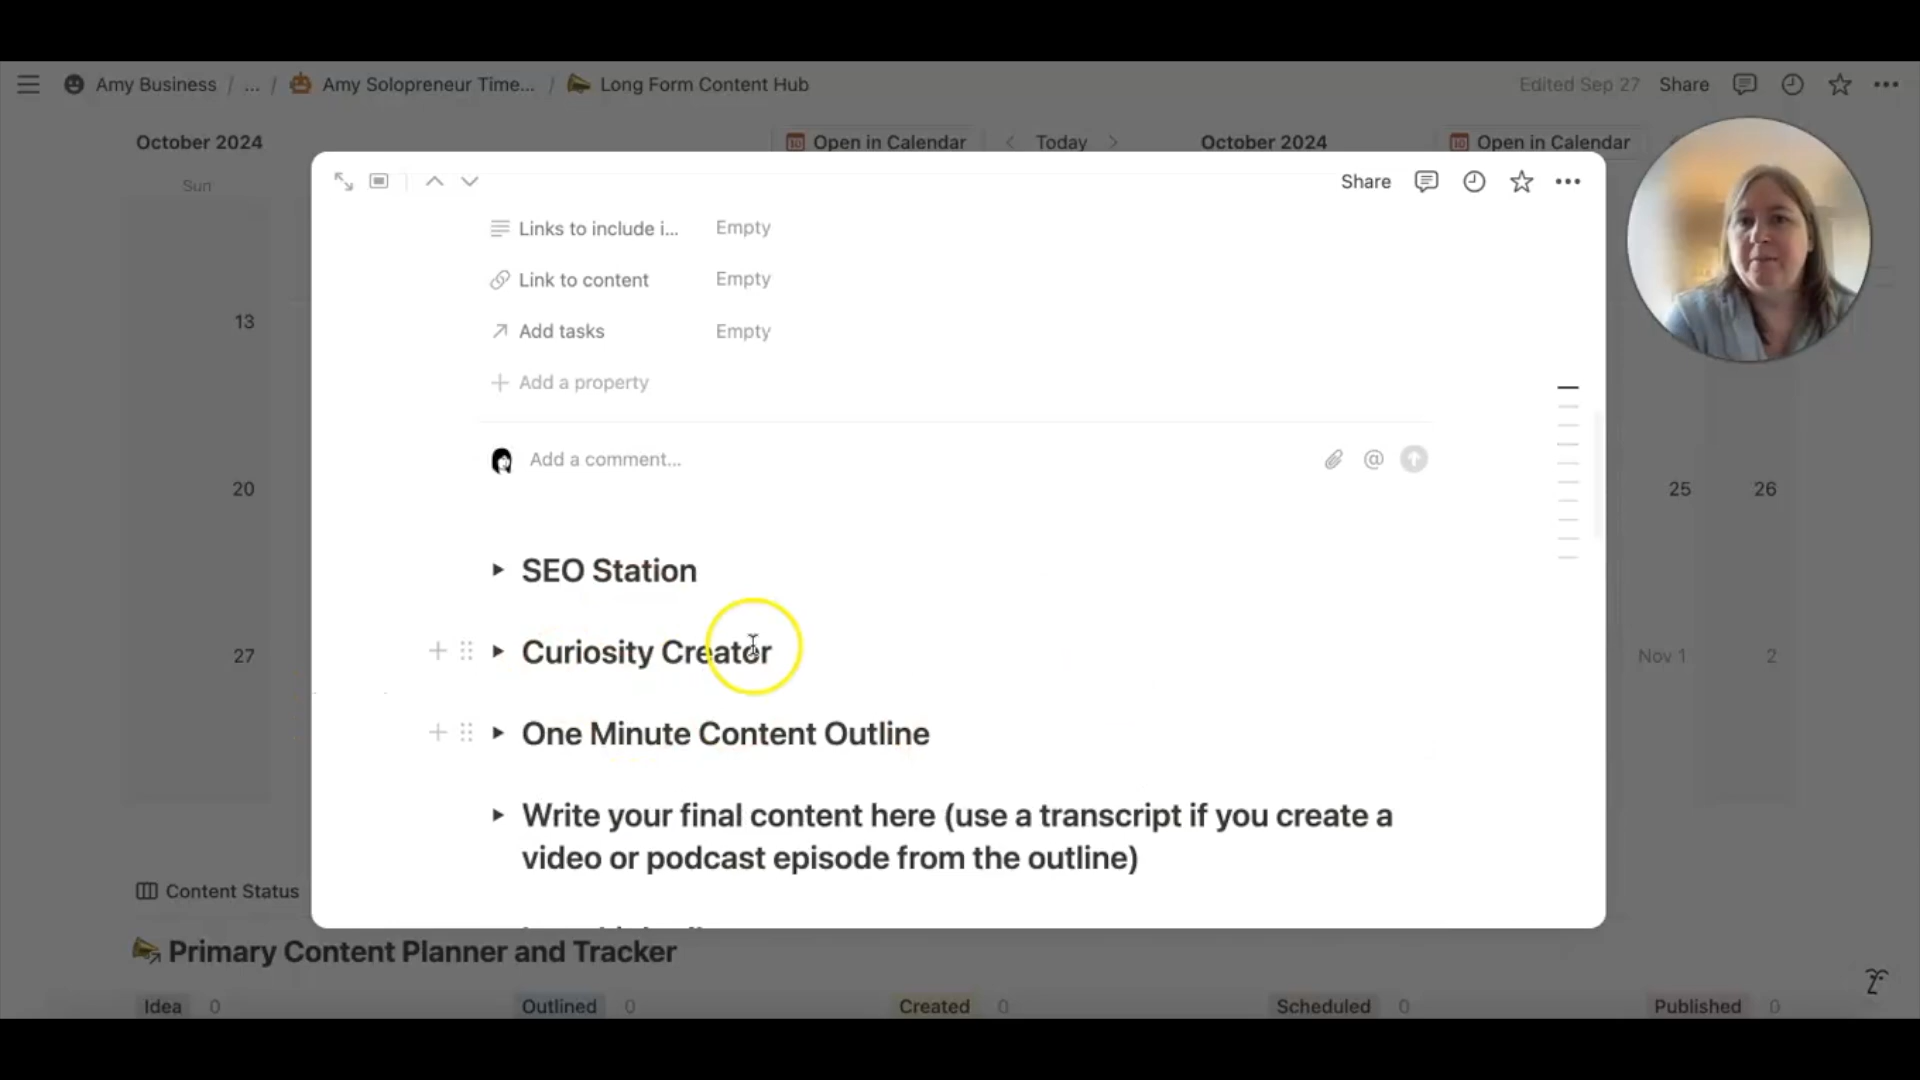 Amy Business / ... / Amy Solopreneur Time... / Long Form Content Hub
Edited Sep 27 Share
October 2024
Open in Calendar
Today
October 2024
Open in Calendar
Sun
Share
Links to include i... Empty
Link to content Empty
Add tasks Empty
Add a property
Add a comment...
13
20
25 26
27
Nov 1 2
SEO Station
Curiosity Creator
One Minute Content Outline
Write your final content here (use a transcript if you create a
video or podcast episode from the outline)
Content Status
Primary Content Planner and Tracker
Idea 0
Outlined 0
Created 0
Scheduled 0
Published 0